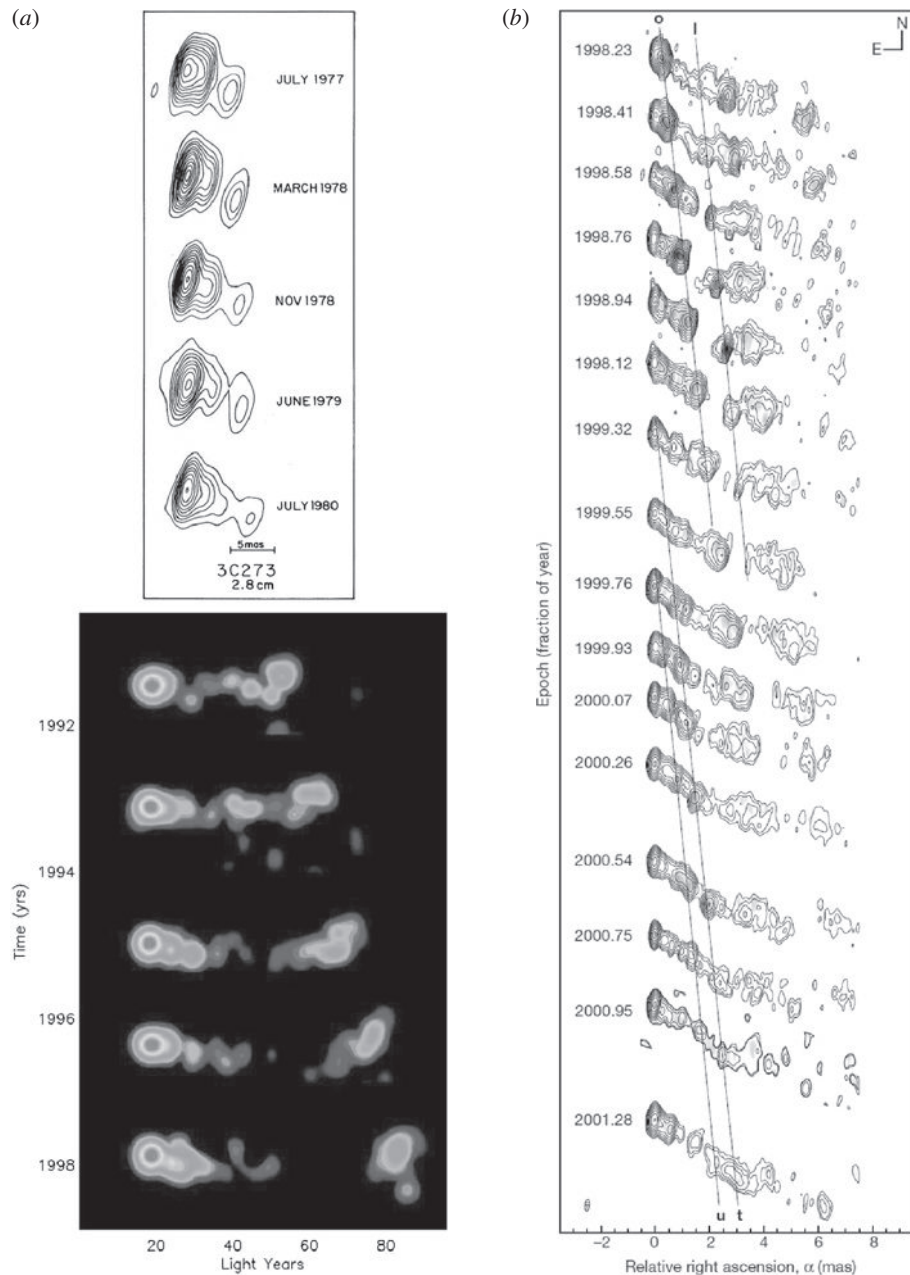 (a)
JULY 1977
MARCH 1978
NOV 1978
JUNE 1979
JULY 1980
5mas
3C273
2.8 cm
Time (yrs)
1992
1994
1996
1998
20 40 60 80
Light Years
(b)
o l
N
E
Epoch (fraction of year)
1998.23
1998.41
1998.58
1998.76
1998.94
1998.12
1999.32
1999.55
1999.76
1999.93
2000.07
2000.26
2000.54
2000.75
2000.95
2001.28
u t
−2 0 2 4 6 8
Relative right ascension, α (mas)